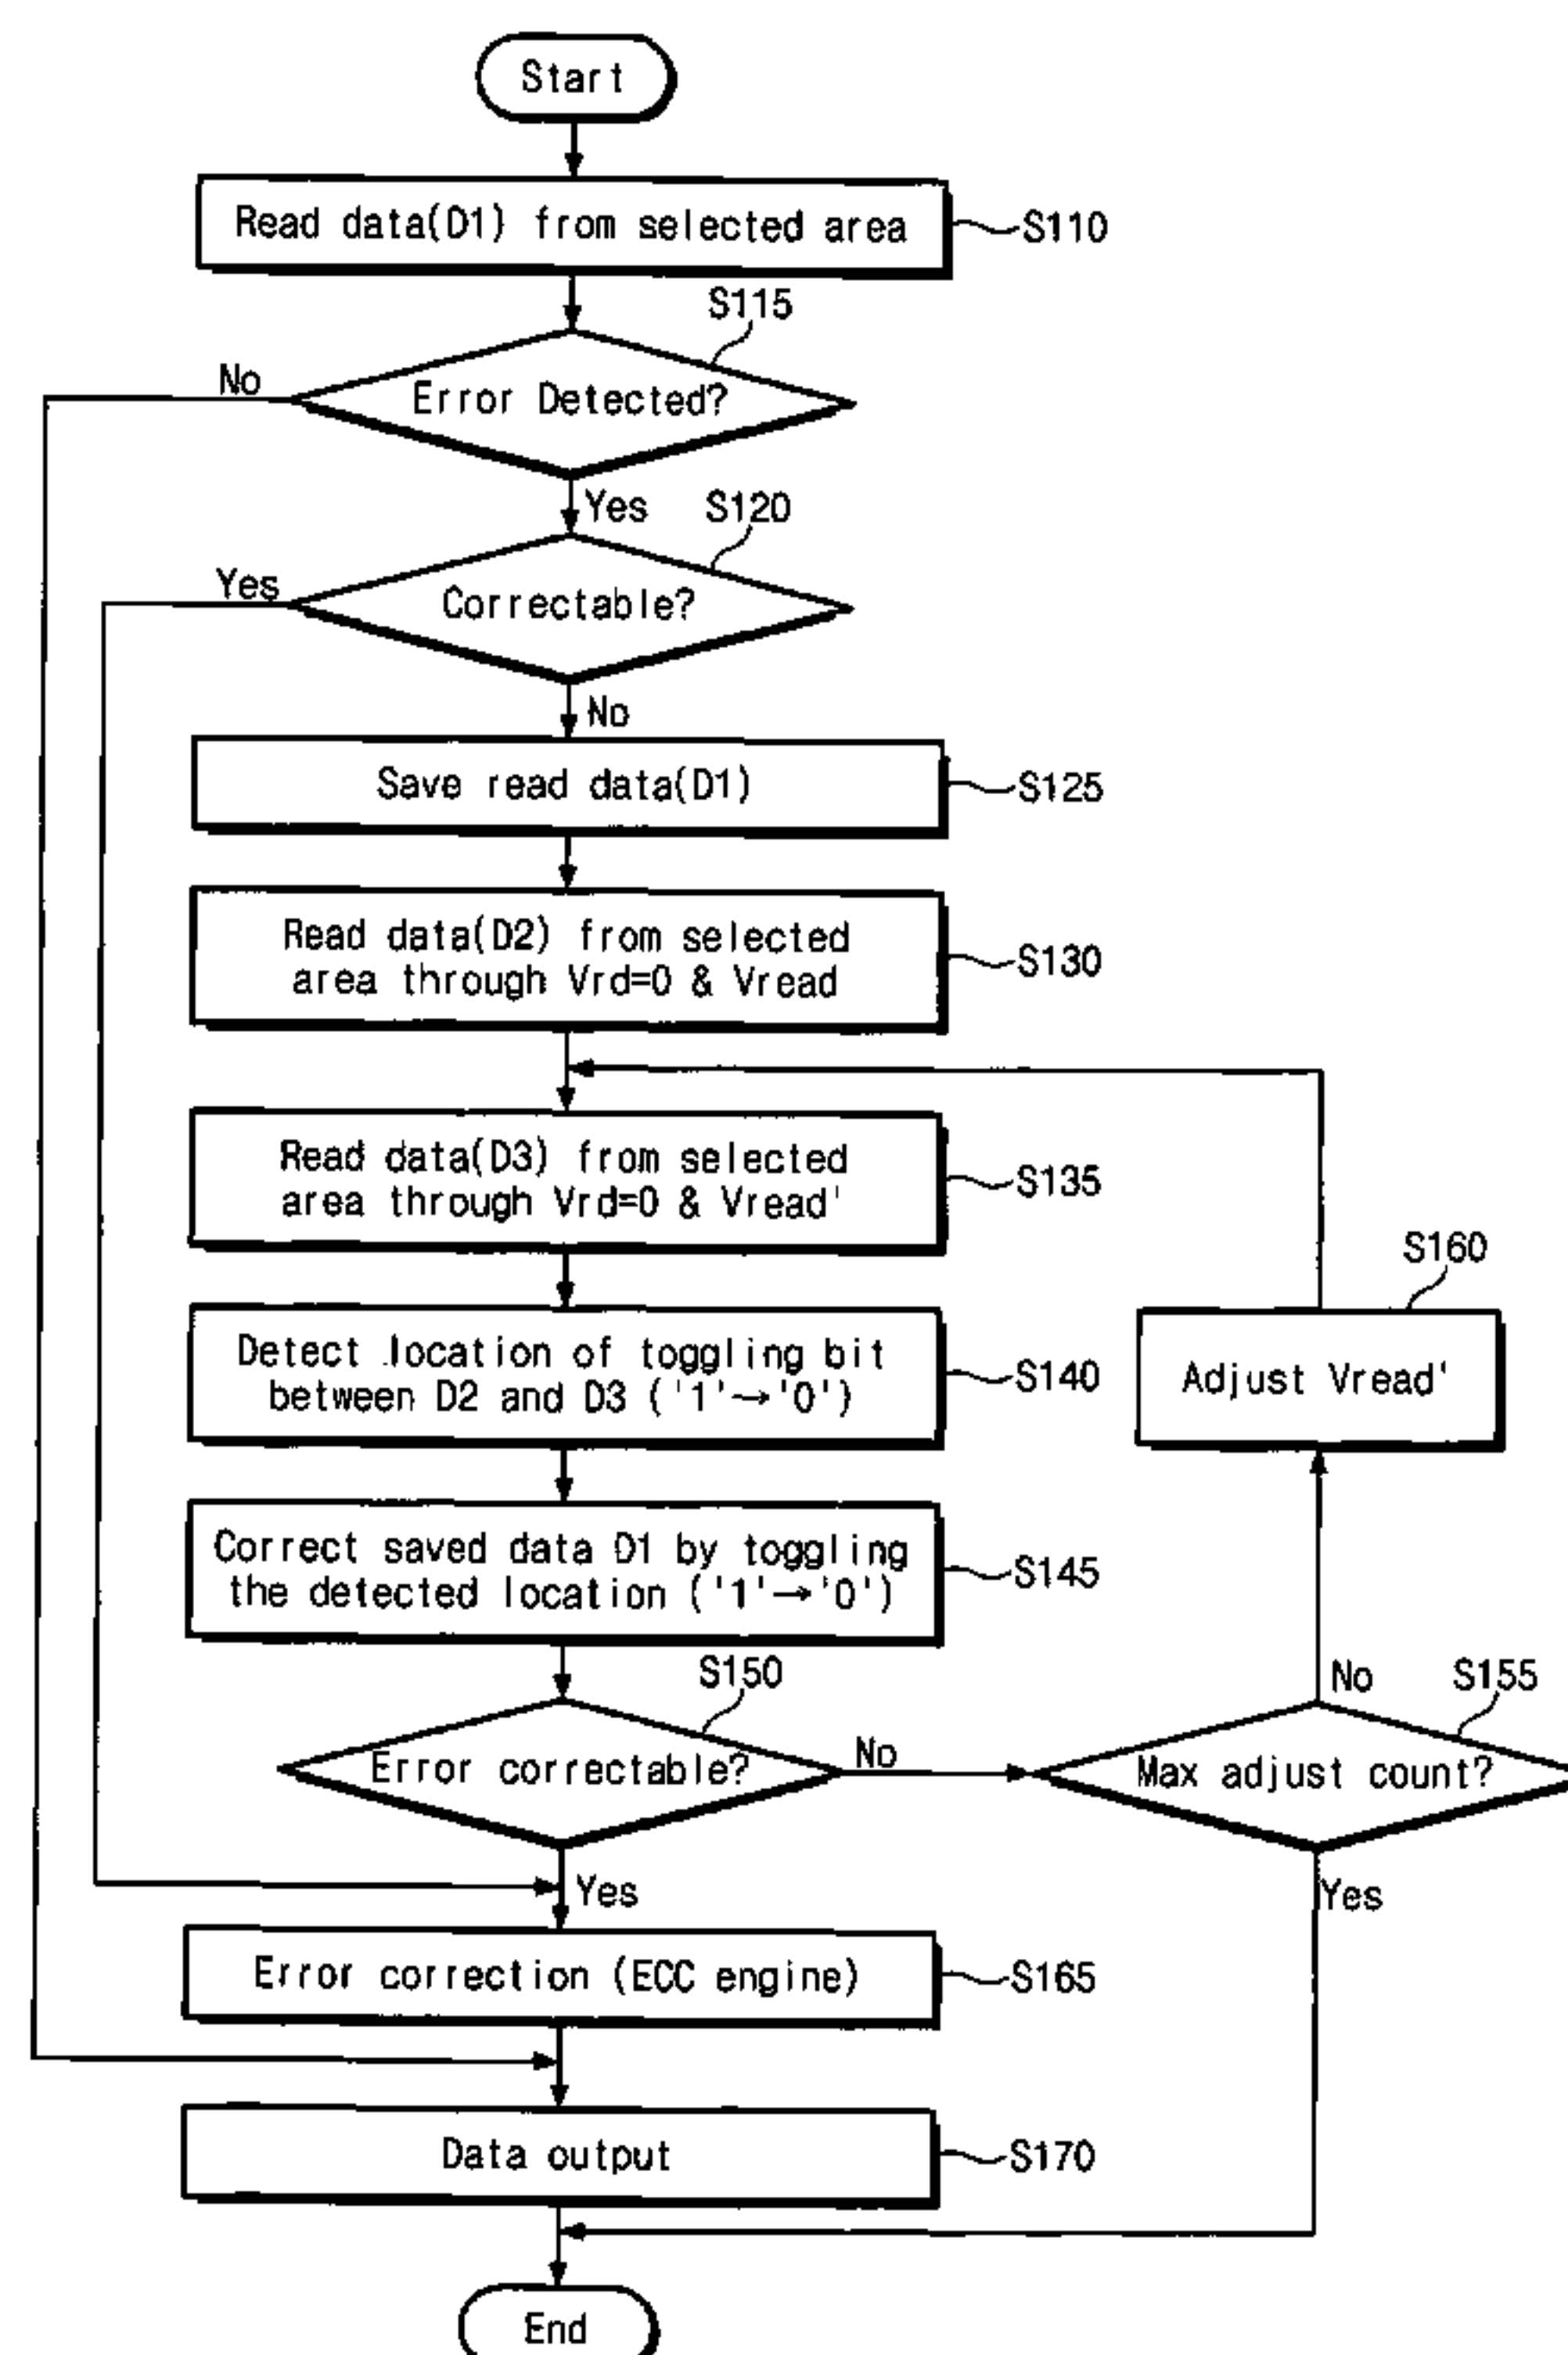 Start
Read data(D1) from selected area
S110
S115
No
Error Detected?
Yes
S120
Yes
Correctable?
No
Save read data(D1)
S125
Read data(D2) from selected
area through Vrd=0 & Vread
S130
Read data(D3) from selected
area through Vrd=0 & Vread'
S135
S160
Detect location of toggling bit
between D2 and D3 ('1'→'0')
S140
Adjust Vread'
Correct saved data D1 by toggling
the detected location ('1'→'0')
S145
S150
No
S155
Error correctable?
No
Max adjust count?
Yes
Yes
Error correction (ECC engine)
S165
Data output
S170
End